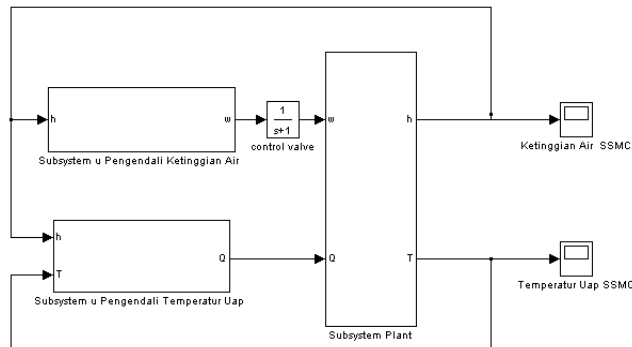 h
w
Subsystem u Pengendali Ketinggian Air
1
s+1
control valve
w
h
Q
T
Subsystem Plant
Ketinggian Air SSMC
h
T
Q
Subsystem u Pengendali Temperatur Uap
Temperatur Uap SSMC